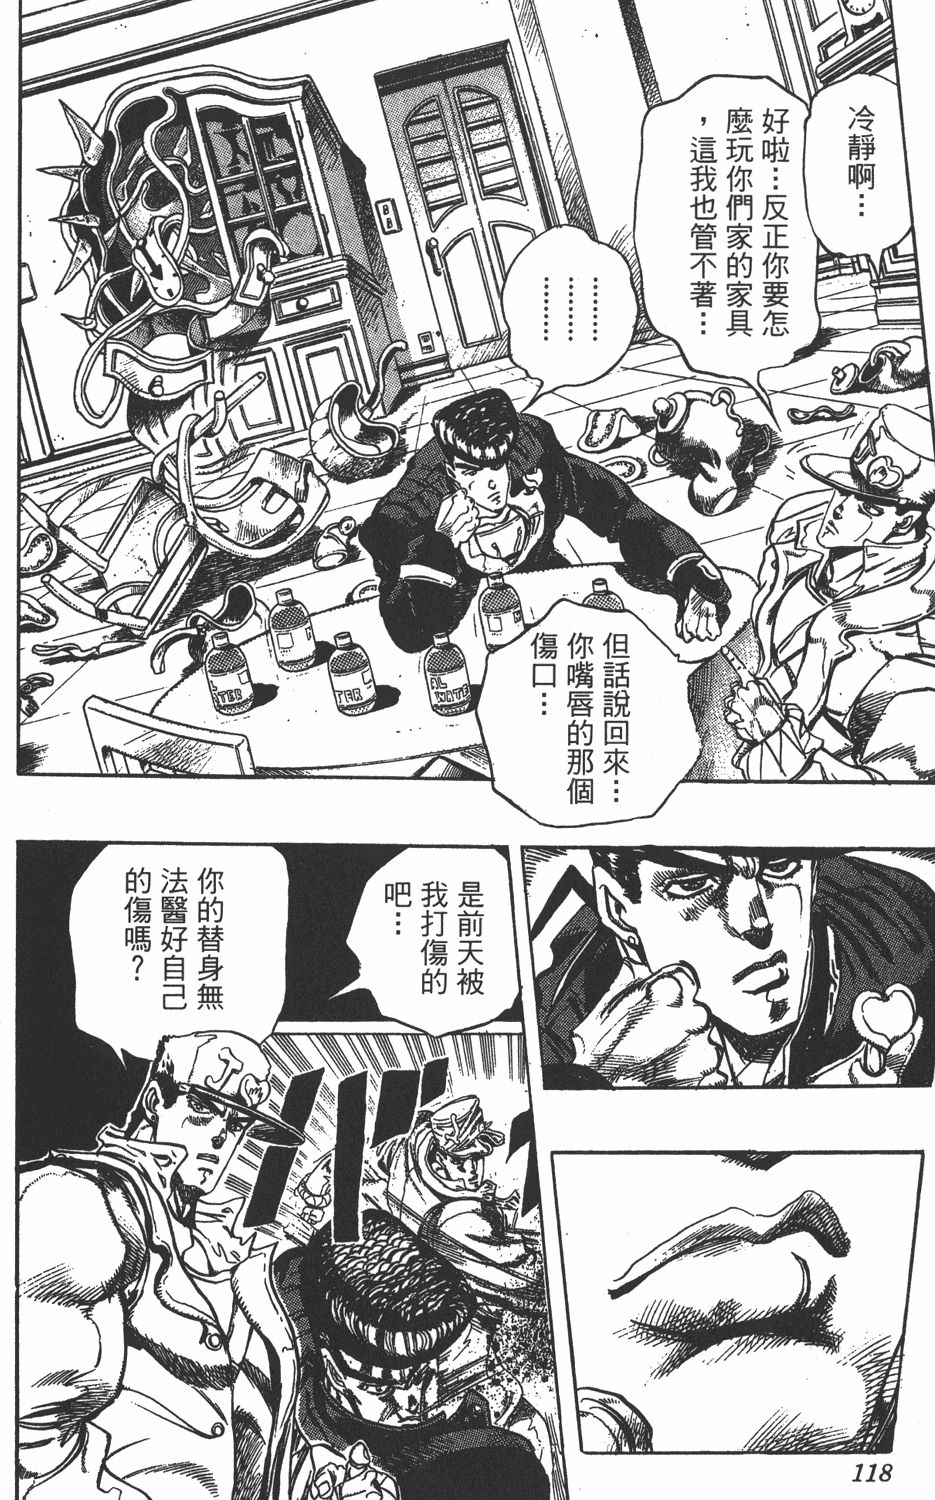 冷靜啊…
好啦…反正你要怎
麼玩你們家的家具
，這我也管不著…
………
………
………
但話說回來…
你嘴唇的那個
傷口…
是前天被
我打傷的
吧…
你的替身無
法醫好自己
的傷嗎？
118